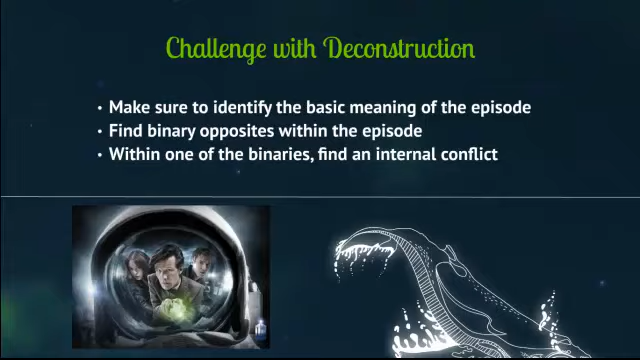 Challenge with Deconstruction
• Make sure to identify the basic meaning of the episode
• Find binary opposites within the episode
• Within one of the binaries, find an internal conflict